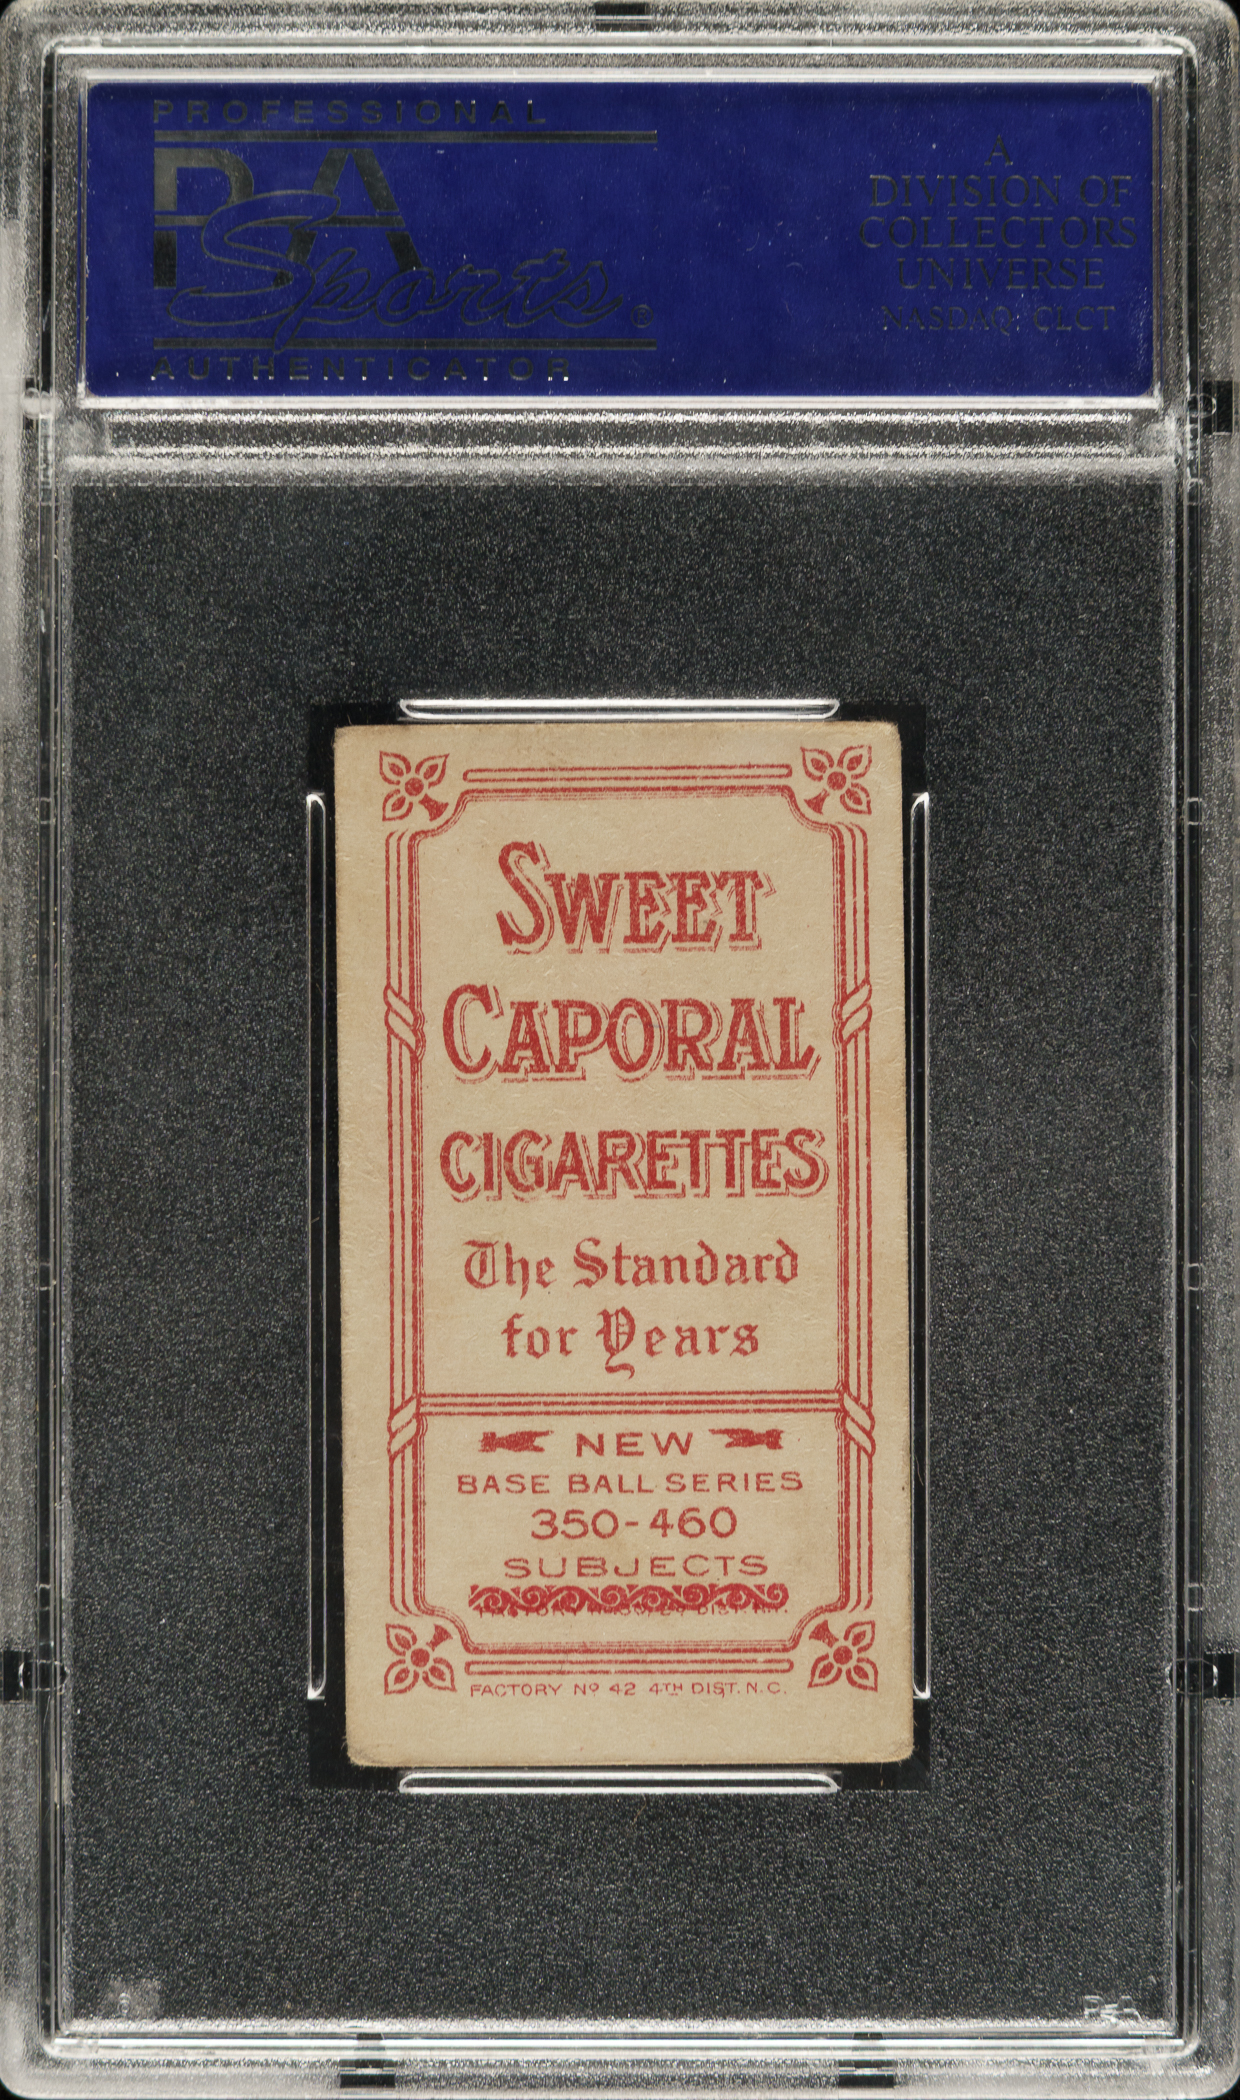 PROFESSIONAL
PSA
Sports®
AUTHENTICATOR
A
DIVISION OF
COLLECTORS
UNIVERSE
NASDAQ: CLCT
SWEET
CAPORAL
CIGARETTES
The Standard
for Years
NEW
BASE BALL SERIES
350-460
SUBJECTS
FACTORY Nº 42 4TH DIST. N.C.
PSA